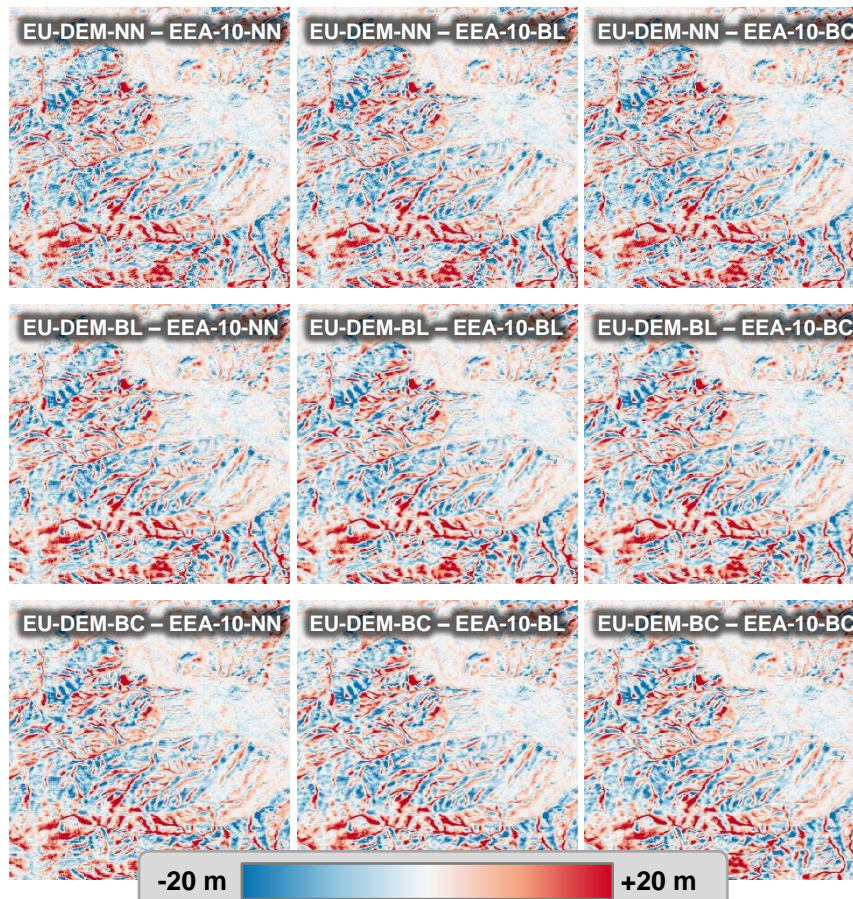 EU-DEM-NN – EEA-10-NN
EU-DEM-NN – EEA-10-BL
EU-DEM-NN – EEA-10-BC
EU-DEM-BL – EEA-10-NN
EU-DEM-BL – EEA-10-BL
EU-DEM-BL – EEA-10-BC
EU-DEM-BC – EEA-10-NN
EU-DEM-BC – EEA-10-BL
EU-DEM-BC – EEA-10-BC
-20 m
+20 m